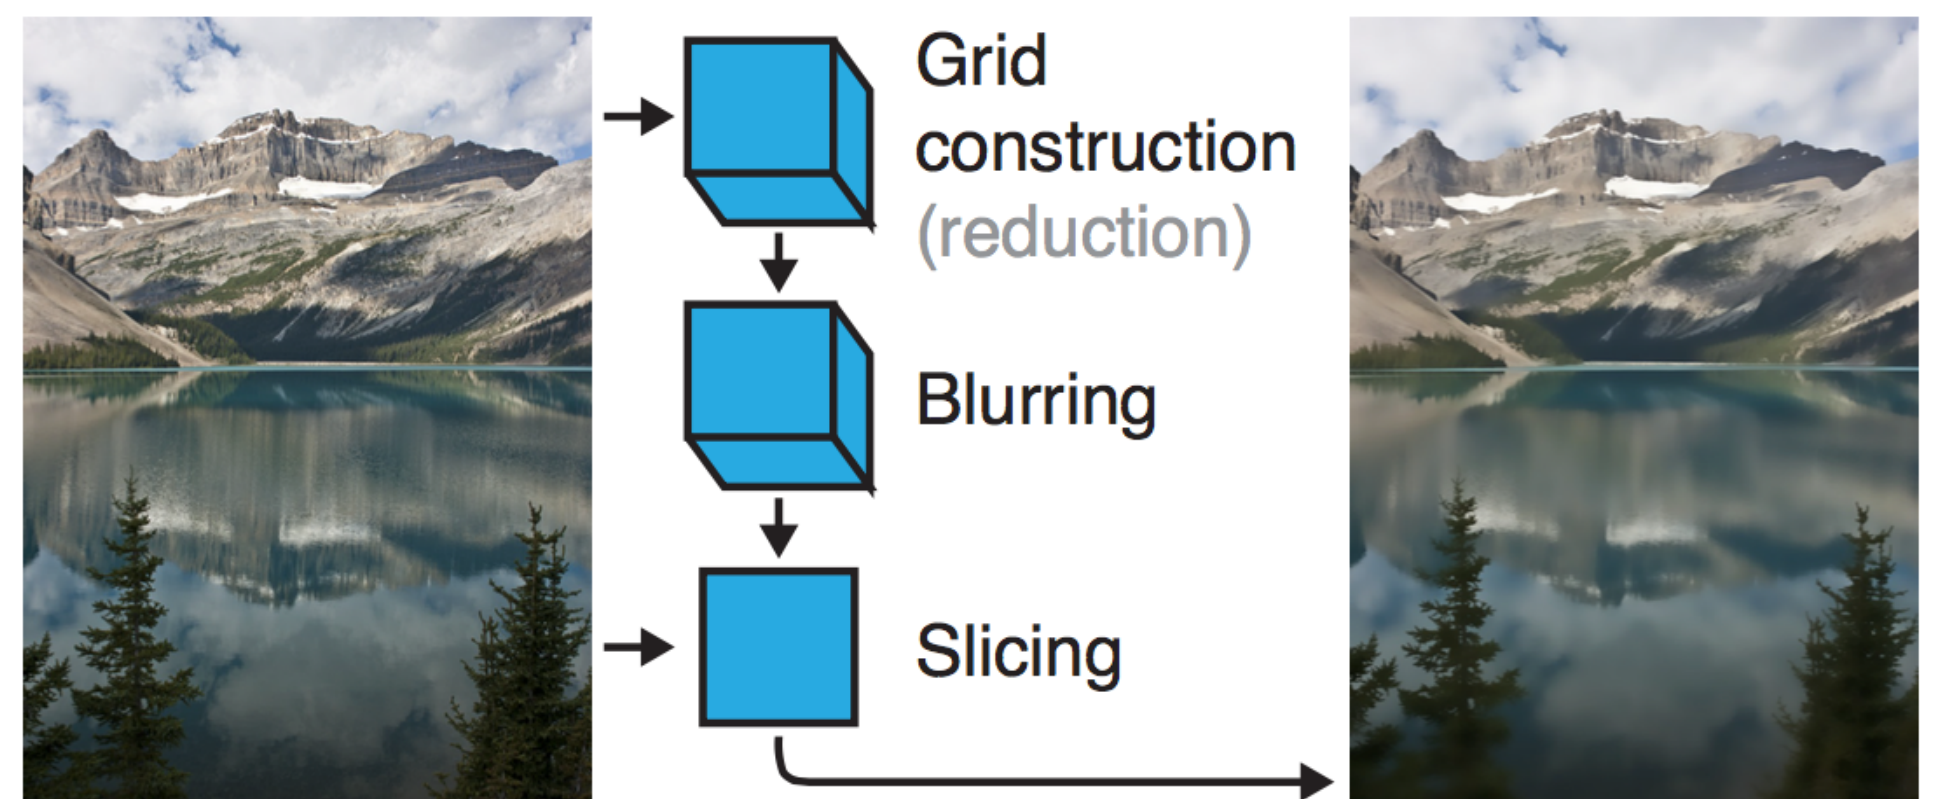 Grid
construction
(reduction)
Blurring
Slicing